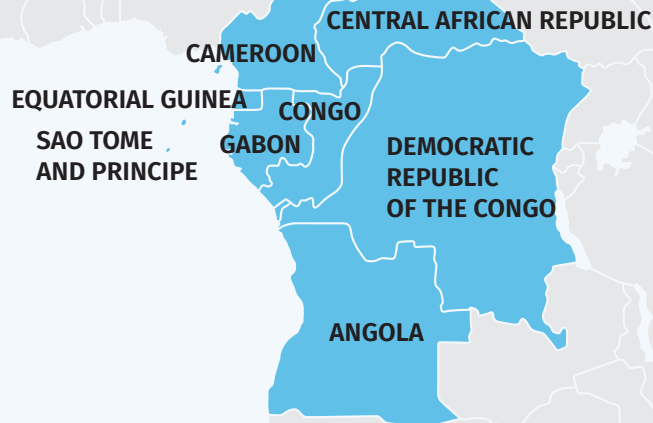 CENTRAL AFRICAN REPUBLIC
CAMEROON
EQUATORIAL GUINEA
CONGO
SAO TOME
AND PRINCIPE
GABON
DEMOCRATIC
REPUBLIC
OF THE CONGO
ANGOLA